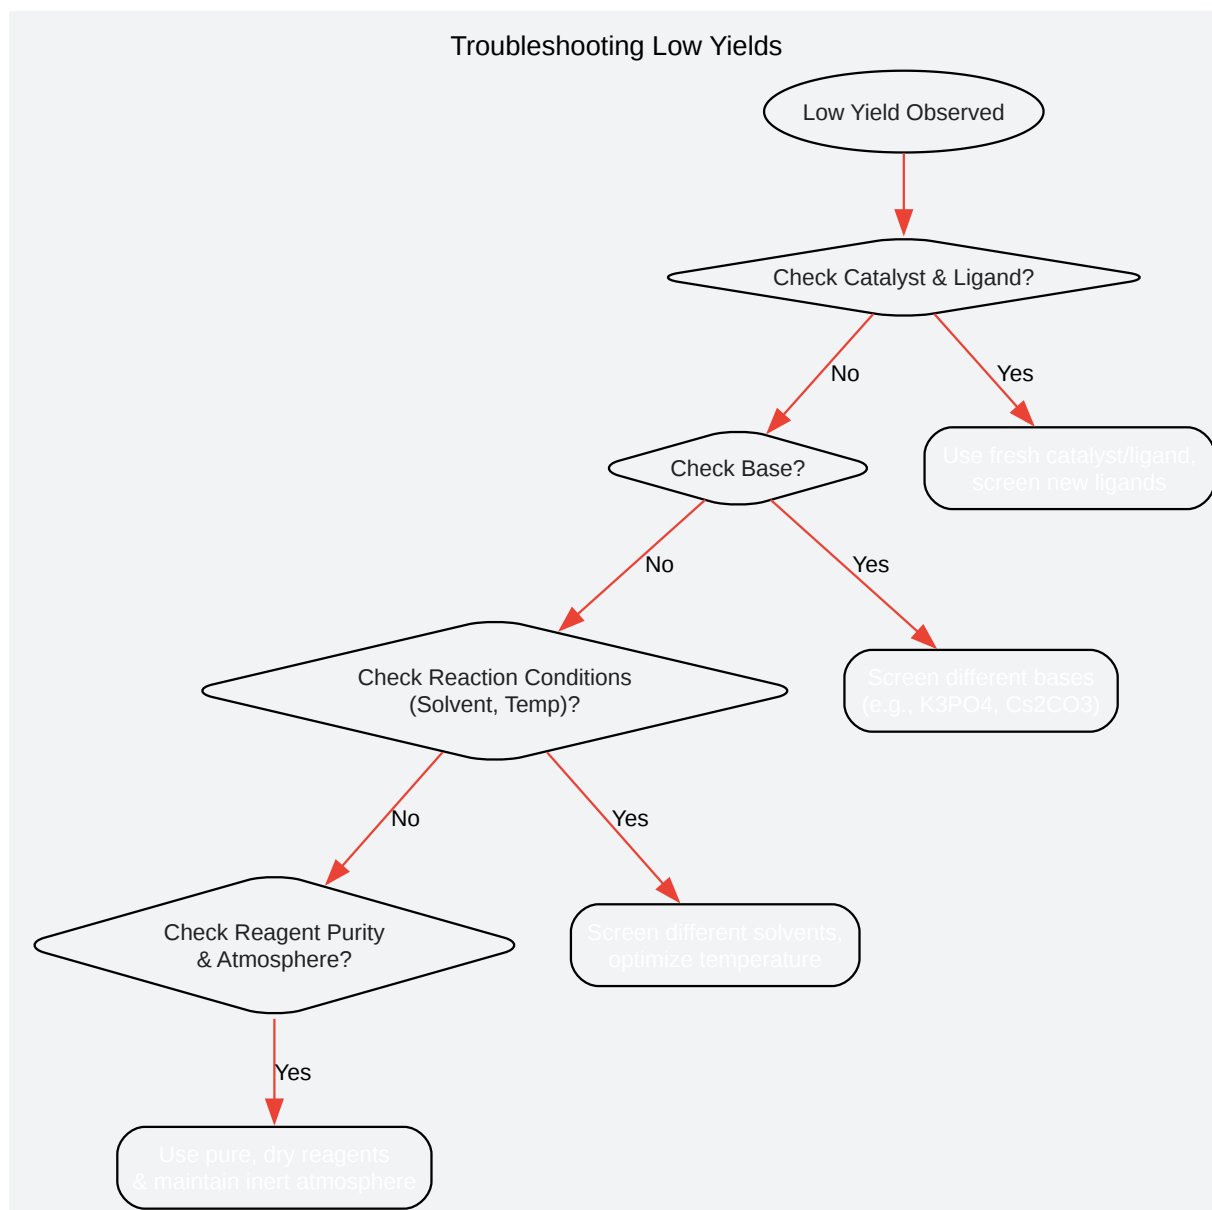 Troubleshooting Low Yields
Low Yield Observed
Check Catalyst & Ligand?
No
Yes
Check Base?
Use fresh catalyst/ligand,
screen new ligands
No
Yes
Check Reaction Conditions
(Solvent, Temp)?
Screen different bases
(e.g., K3PO4, Cs2CO3)
No
Yes
Check Reagent Purity
& Atmosphere?
Screen different solvents,
optimize temperature
Yes
Use pure, dry reagents
& maintain inert atmosphere